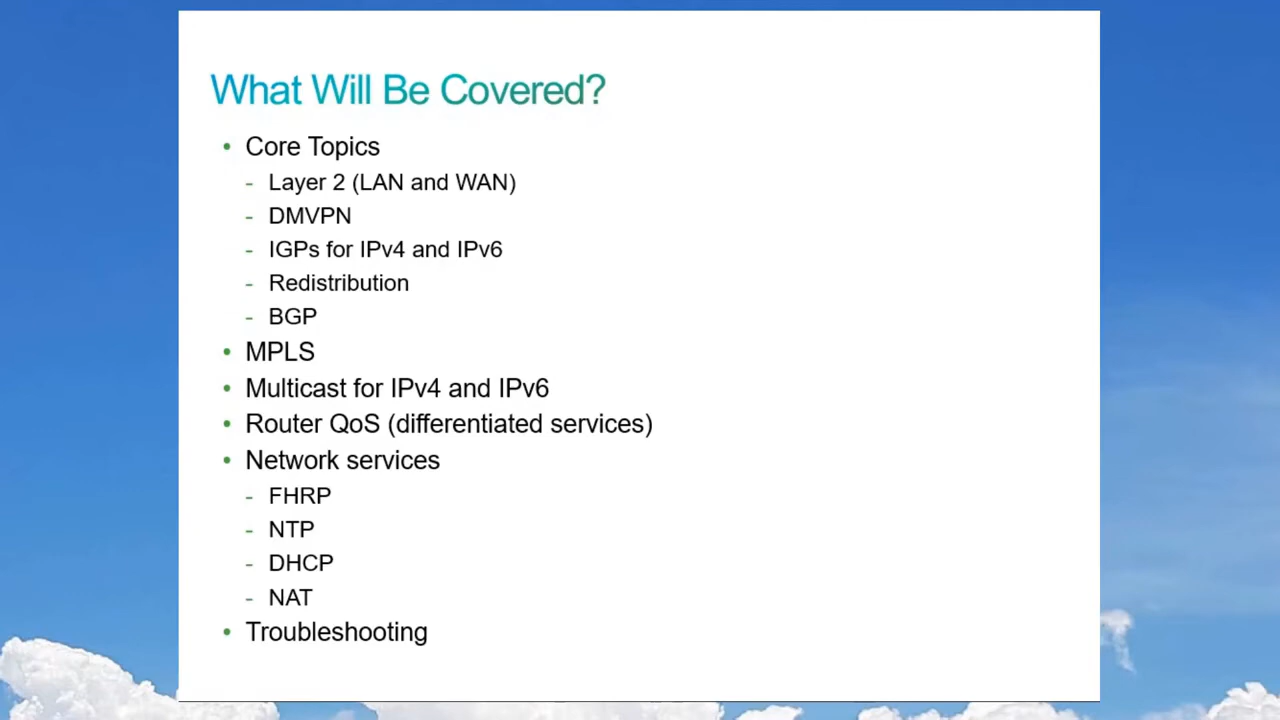 What Will Be Covered?
• Core Topics
- Layer 2 (LAN and WAN)
- DMVPN
- IGPs for IPv4 and IPv6
- Redistribution
- BGP
• MPLS
• Multicast for IPv4 and IPv6
• Router QoS (differentiated services)
• Network services
- FHRP
- NTP
- DHCP
- NAT
• Troubleshooting